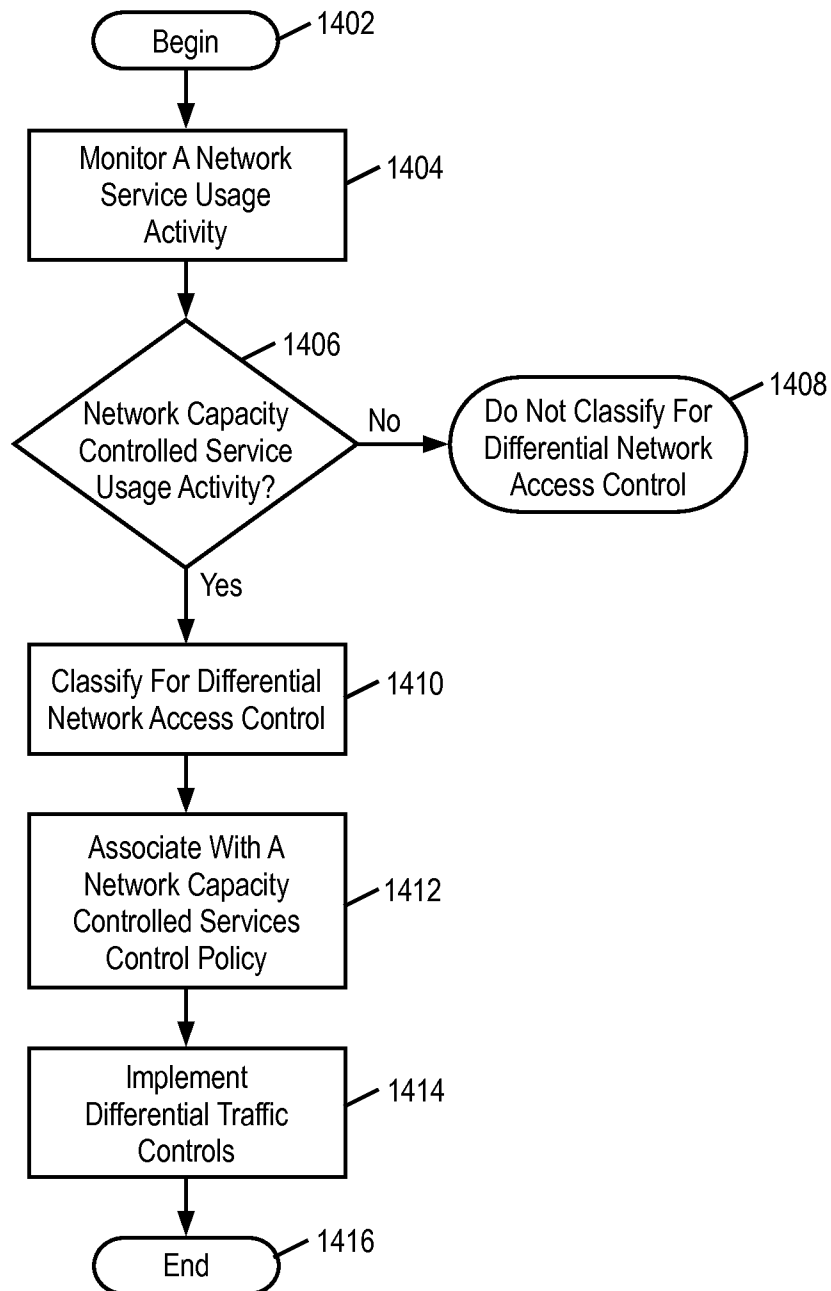 Begin
1402
Monitor A Network
Service Usage
Activity
1404
1406
Network Capacity
Controlled Service
Usage Activity?
No
Do Not Classify For
Differential Network
Access Control
1408
Yes
Classify For Differential
Network Access Control
1410
Associate With A
Network Capacity
Controlled Services
Control Policy
1412
Implement
Differential Traffic
Controls
1414
End
1416